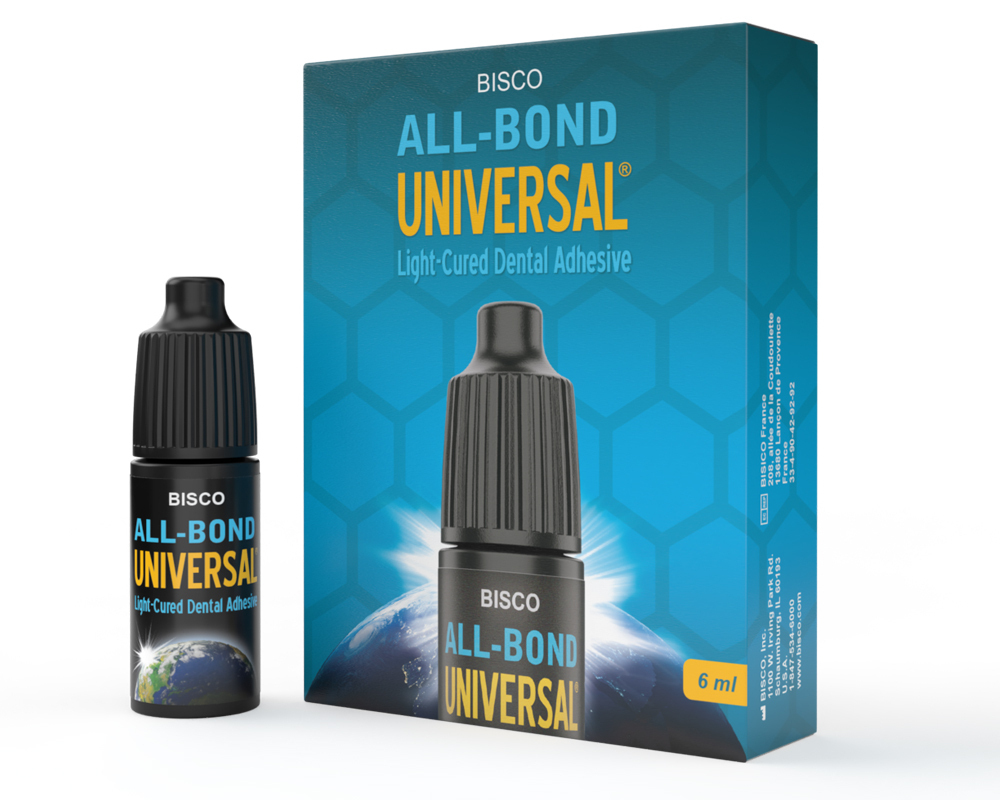 BISCO
ALL-BOND
UNIVERSAL®
Light-Cured Dental Adhesive
BISCO
ALL-BOND
UNIVERSAL®
6 ml
BISCO
ALL-BOND
UNIVERSAL
Light-Cured Dental Adhesive
BISICO France
208, allée de la Coudoulette
13680 Lançon de Provence
France
33-4-90-42-92-92
BISCO, Inc.
1100 W. Irving Park Rd.
Schaumburg, IL 60193
U.S.A.
1-847-534-6000
www.bisco.com